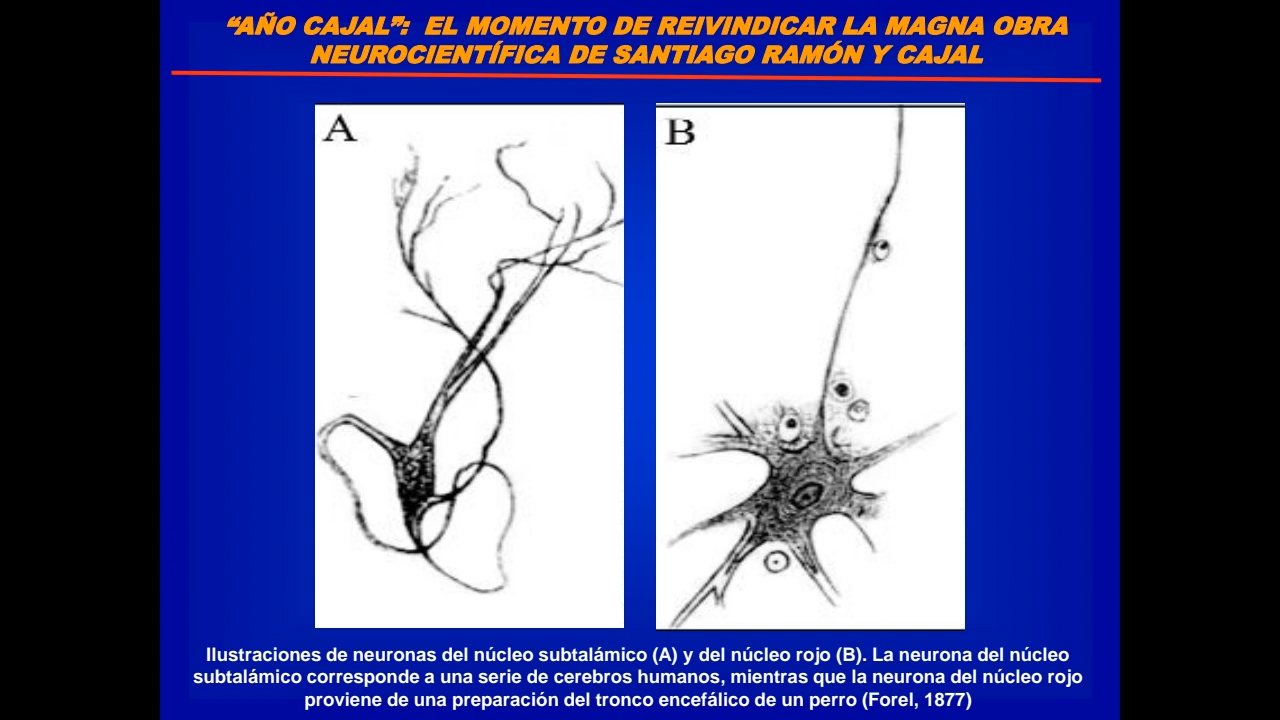 “AÑO CAJAL”: EL MOMENTO DE REIVINDICAR LA MAGNA OBRA
NEUROCIENTÍFICA DE SANTIAGO RAMÓN Y CAJAL
A
B
Ilustraciones de neuronas del núcleo subtalámico (A) y del núcleo rojo (B). La neurona del núcleo
subtalámico corresponde a una serie de cerebros humanos, mientras que la neurona del núcleo rojo
proviene de una preparación del tronco encefálico de un perro (Forel, 1877)